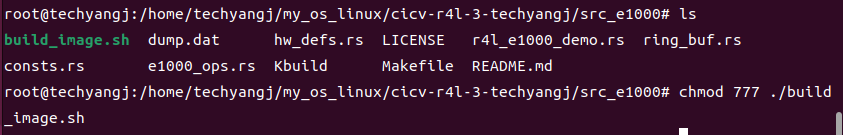 root@techyangj:/home/techyangj/my_os_linux/cicv-r4l-3-techyangj/src_e1000# ls
build_image.sh  dump.dat      hw_defs.rs  LICENSE   r4l_e1000_demo.rs  ring_buf.rs
consts.rs       e1000_ops.rs  Kbuild      Makefile  README.md
root@techyangj:/home/techyangj/my_os_linux/cicv-r4l-3-techyangj/src_e1000# chmod 777 ./build
_image.sh